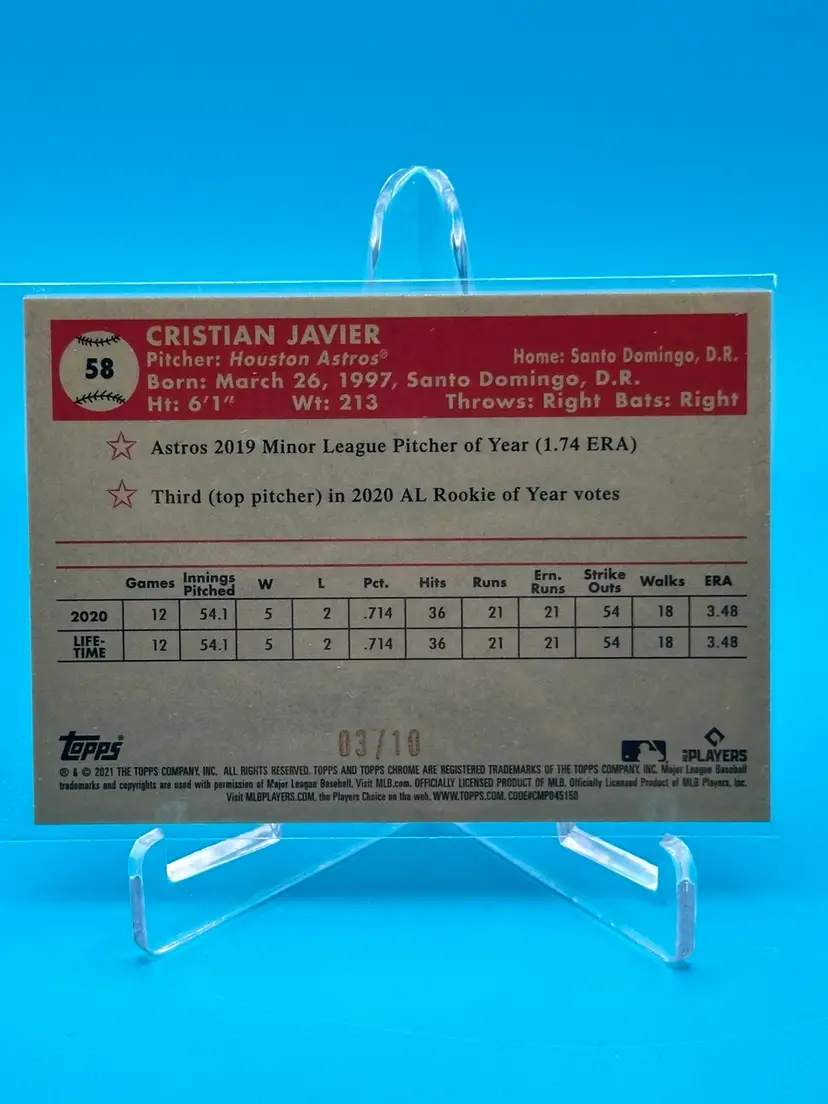 58
CRISTIAN JAVIER
Pitcher: Houston Astros® Home: Santo Domingo, D.R.
Born: March 26, 1997, Santo Domingo, D.R.
Ht: 6'1" Wt: 213 Throws: Right Bats: Right
☆ Astros 2019 Minor League Pitcher of Year (1.74 ERA)
☆ Third (top pitcher) in 2020 AL Rookie of Year votes
Games Innings Pitched W L Pct. Hits Runs Ern. Runs Strike Outs Walks ERA
2020 12 54.1 5 2 .714 36 21 21 54 18 3.48
LIFE-TIME 12 54.1 5 2 .714 36 21 21 54 18 3.48
Topps® 03/10 MLB PLAYERS
® & © 2021 THE TOPPS COMPANY, INC. ALL RIGHTS RESERVED. TOPPS AND TOPPS CHROME ARE REGISTERED TRADEMARKS OF THE TOPPS COMPANY, INC. Major League Baseball
trademarks and copyrights are used with permission of Major League Baseball. Visit MLB.com. OFFICIALLY LICENSED PRODUCT OF MLB. Officially Licensed Product of MLB Players, Inc.
Visit MLBPLAYERS.COM, the Players Choice on the web. WWW.TOPPS.COM. CODE#CMP045150